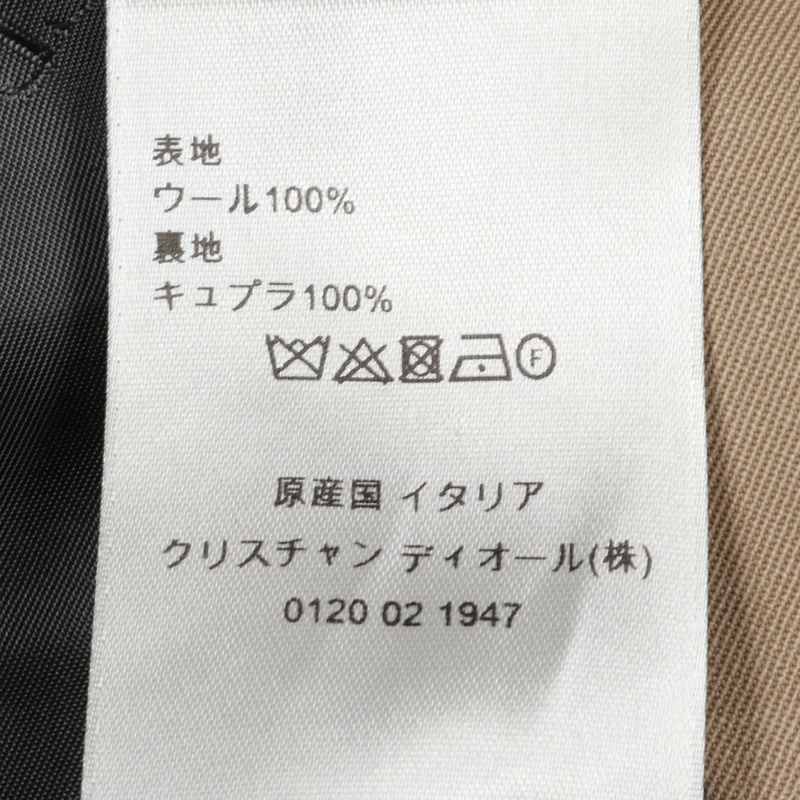 表地
ウール100%
裏地
キュプラ100%
F
原産国 イタリア
クリスチャン ディオール(株)
0120 02 1947